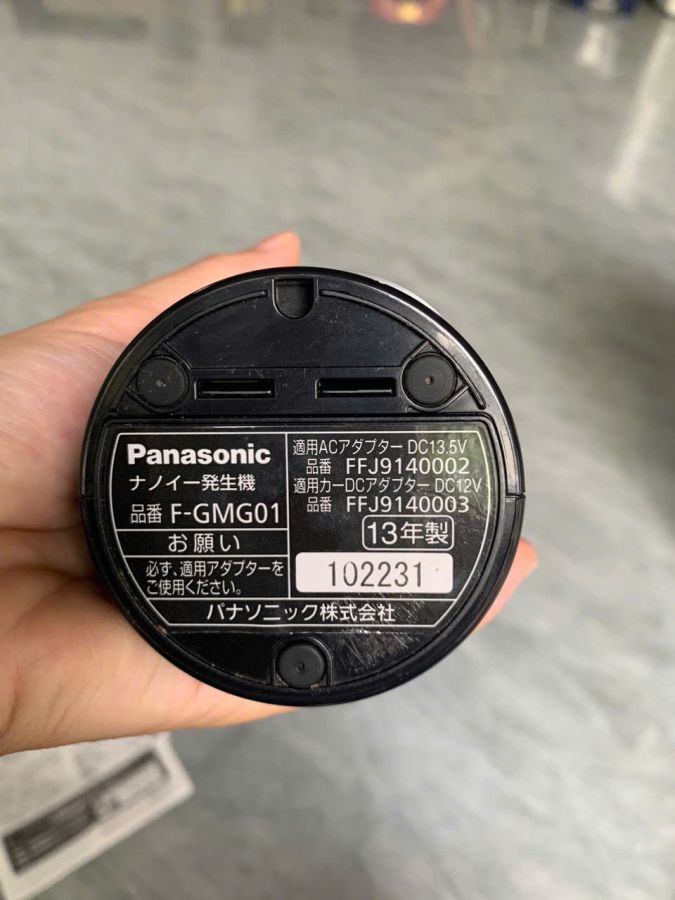 Panasonic
ナノイー発生機
品番 F-GMG01
お願い
必ず、適用アダプターを
ご使用ください。
適用ACアダプター DC13.5V
品番 FFJ9140002
適用カーDCアダプター DC12V
品番 FFJ9140003
13年製
102231
パナソニック株式会社